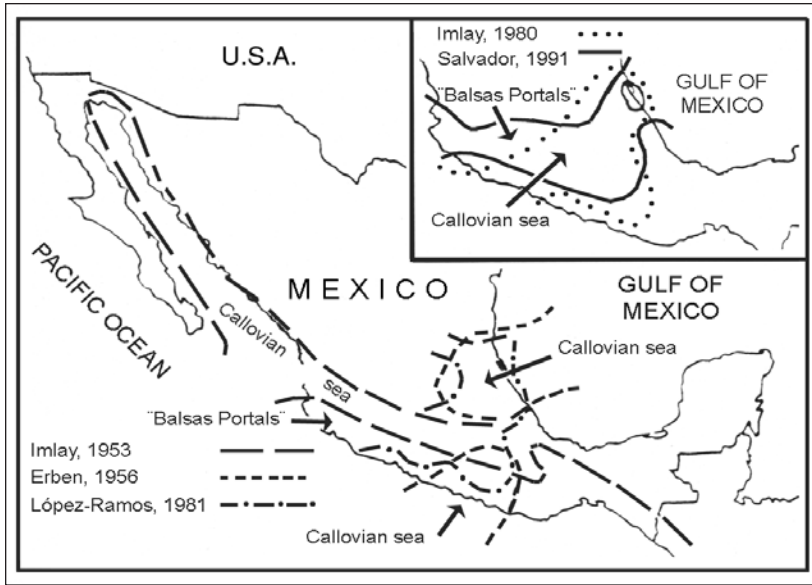 U.S.A.
Imlay, 1980
Salvador, 1991
¨Balsas Portals¨
GULF OF
MEXICO
Callovian sea
PACIFIC OCEAN
MEXICO
GULF OF
MEXICO
Callovian
sea
Callovian sea
¨Balsas Portals¨
Imlay, 1953
Erben, 1956
López-Ramos, 1981
Callovian sea